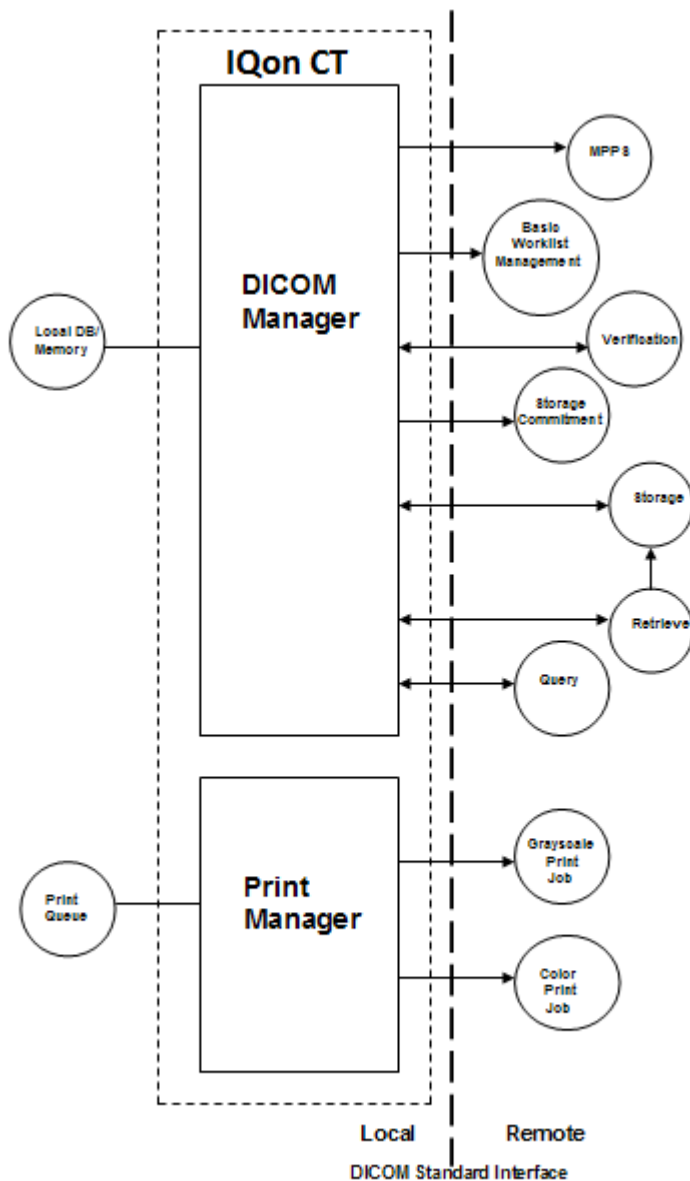 IQon CT
MPPS
Basic
Worklist
Management
DICOM
Manager
Local DB/
Memory
Verification
Storage
Commitment
Storage
Retrieve
Query
Grayscale
Print
Job
Print
Manager
Print
Queue
Color
Print
Job
Local
Remote
DICOM Standard Interface